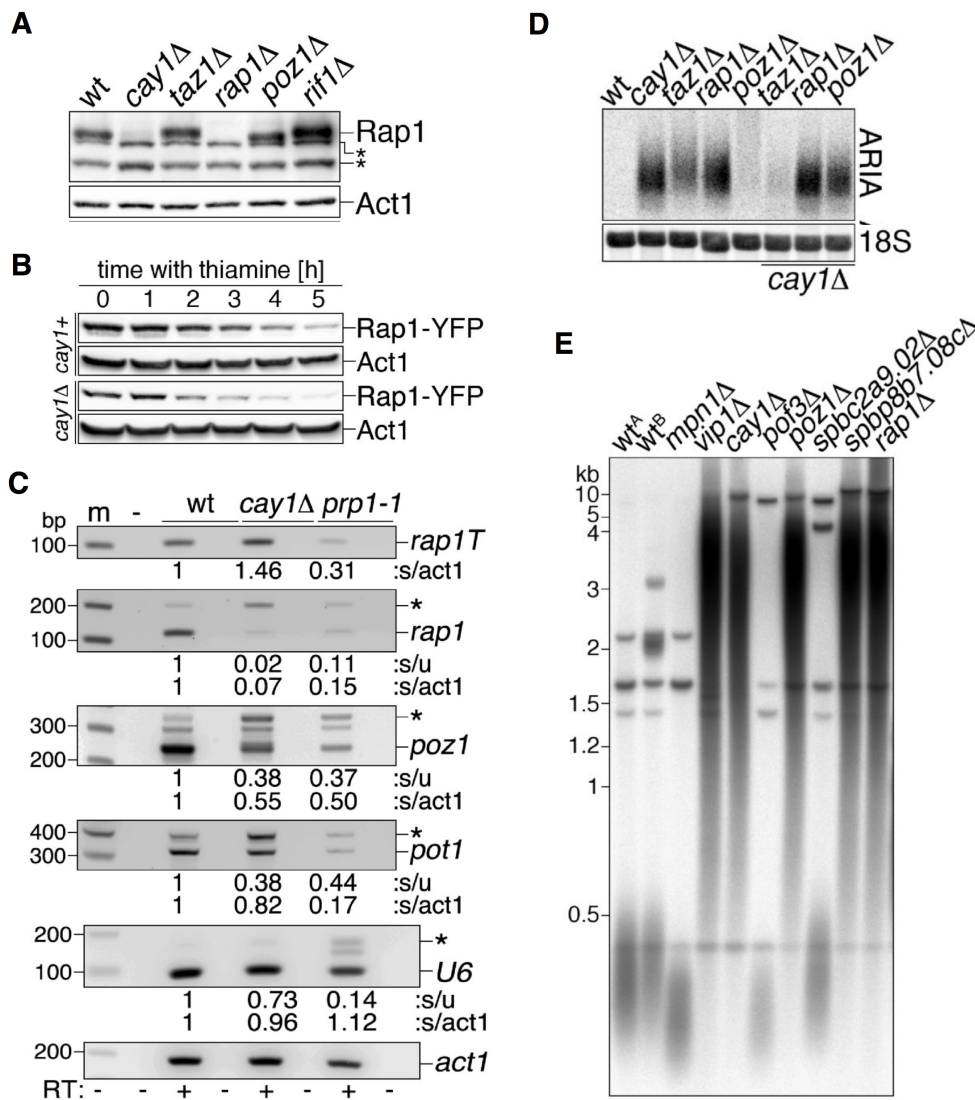 A
wt cay1Δ taz1Δ rap1Δ poz1Δ rif1Δ
Rap1
*
*
Act1
B
time with thiamine [h]
0 1 2 3 4 5
cay1+
Rap1-YFP
Act1
cay1Δ
Rap1-YFP
Act1
C
bp m - wt cay1Δ prp1-1
100 rap1T
1 1.46 0.31 :s/act1
200 *
100 rap1
1 0.02 0.11 :s/u
1 0.07 0.15 :s/act1
300 *
200 poz1
1 0.38 0.37 :s/u
1 0.55 0.50 :s/act1
400 *
300 pot1
1 0.38 0.44 :s/u
1 0.82 0.17 :s/act1
200 *
100 U6
1 0.73 0.14 :s/u
1 0.96 1.12 :s/act1
200 act1
RT: - - + - + - + -
D
wt cay1Δ taz1Δ rap1Δ poz1Δ taz1Δ rap1Δ poz1Δ
ARIA
18S
cay1Δ
E
wtA wtB mpn1Δ vip1Δ cay1Δ pof3Δ poz1Δ spbc2a9.02Δ spbp8b7.08cΔ rap1Δ
kb
10
5
4
3
2
1.5
1.2
1
0.5